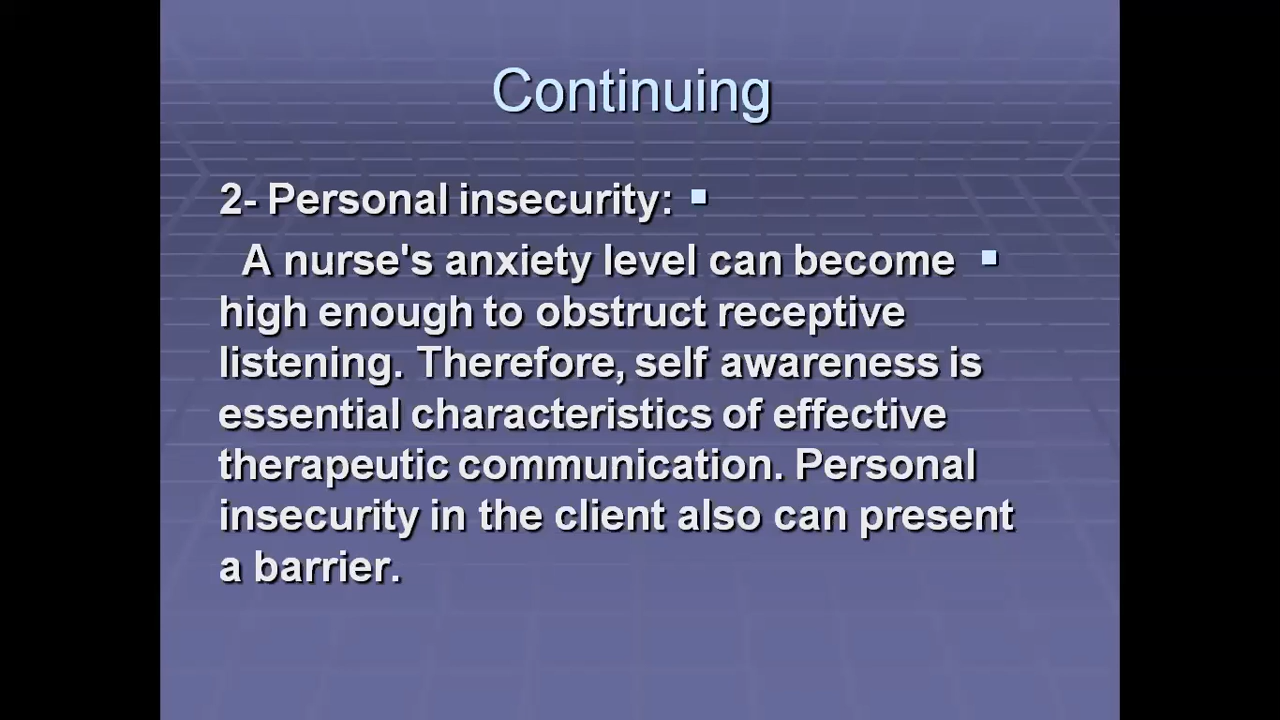 Continuing
2- Personal insecurity:
A nurse's anxiety level can become
high enough to obstruct receptive
listening. Therefore, self awareness is
essential characteristics of effective
therapeutic communication. Personal
insecurity in the client also can present
a barrier.